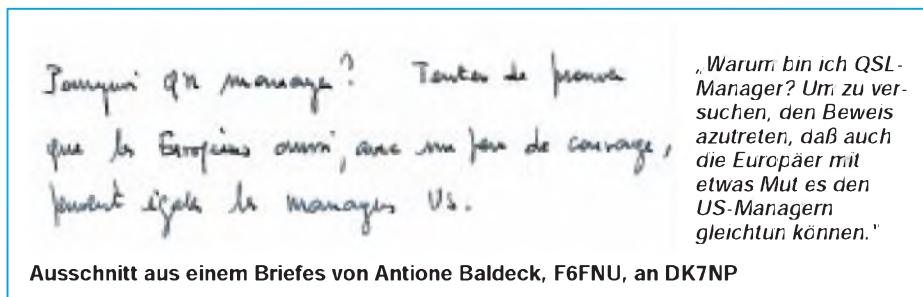 Pourquoi QSL manager? Tenter de prouver
que les Européens aussi, avec un peu de courage,
peuvent égaler les managers US.
„Warum bin ich QSL-
Manager? Um zu ver-
suchen, den Beweis
azutreten, daß auch
die Europäer mit
etwas Mut es den
US-Managern
gleichtun können."
Ausschnitt aus einem Briefes von Antione Baldeck, F6FNU, an DK7NP